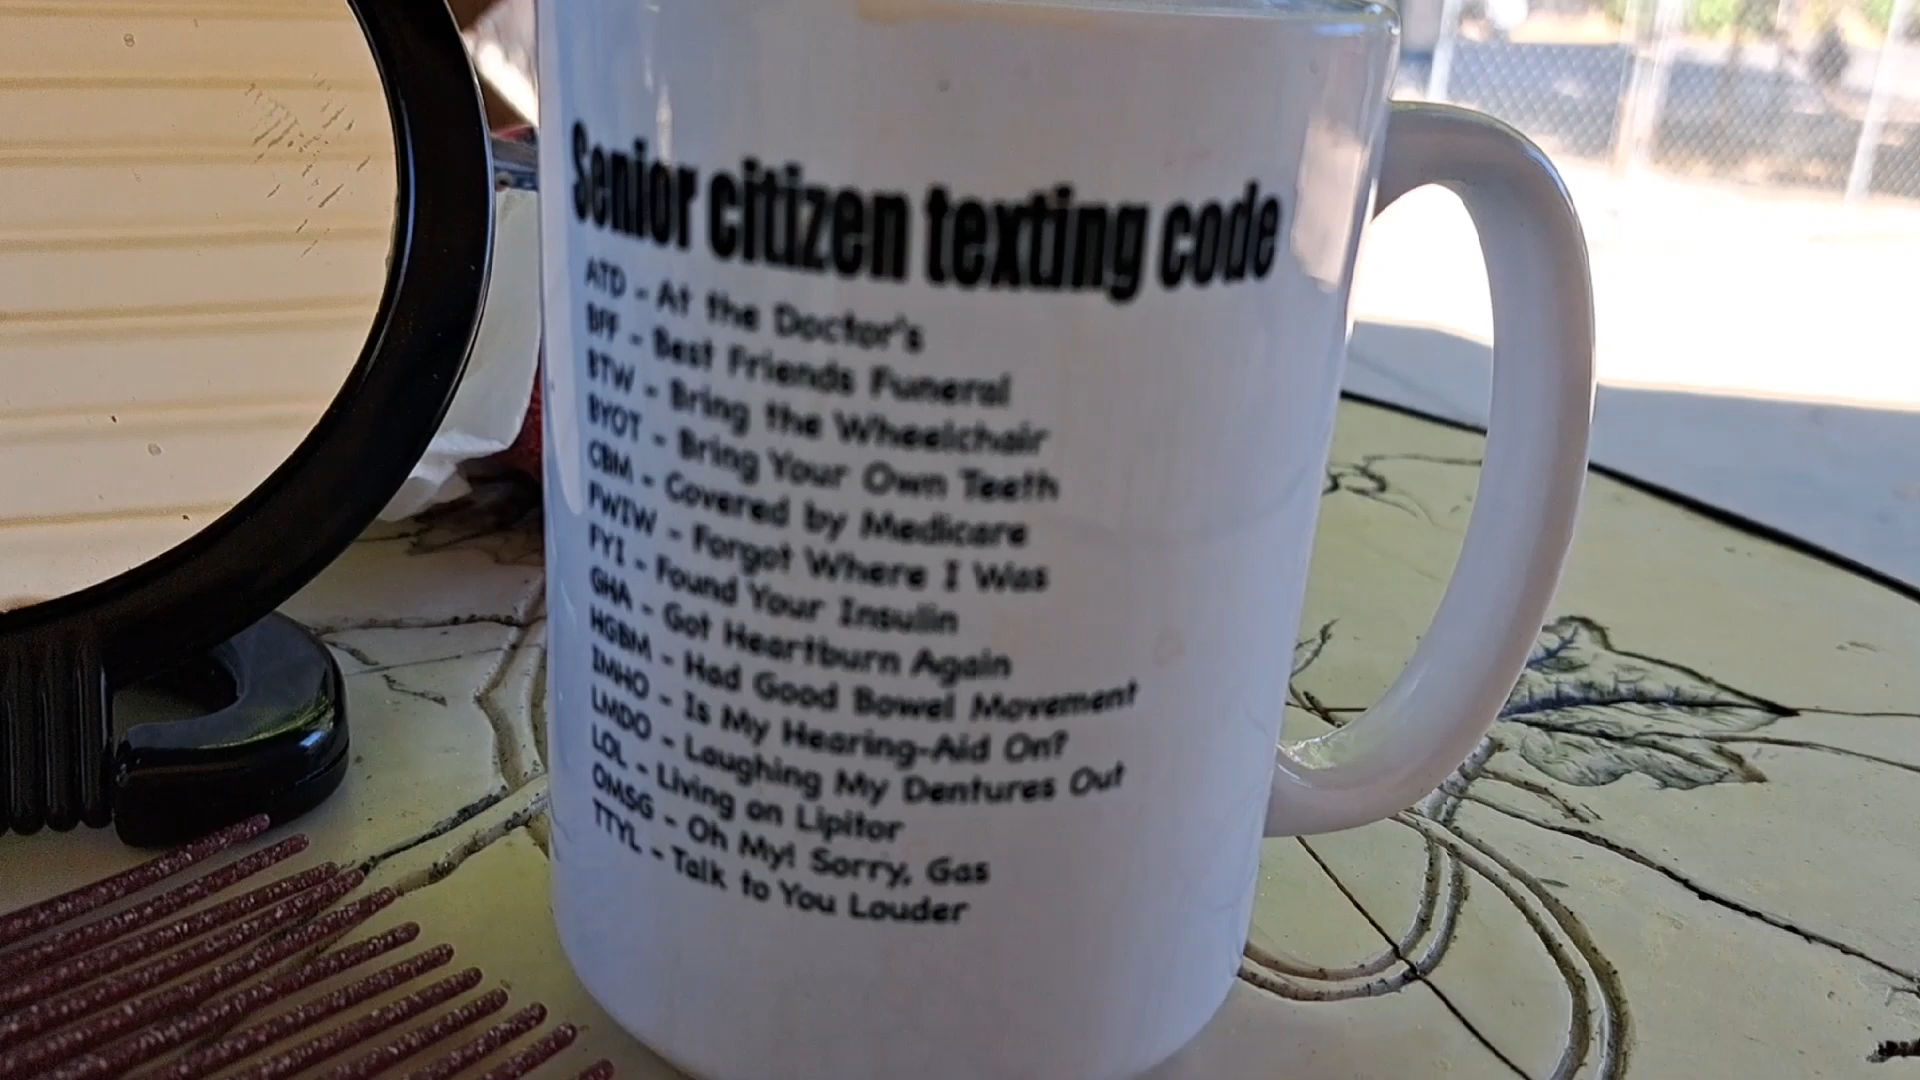 Senior citizen texting code
ATD - At the Doctor's
BFF - Best Friends Funeral
BTW - Bring the Wheelchair
BYOT - Bring Your Own Teeth
CBM - Covered by Medicare
FWIW - Forgot Where I Was
FYI - Found Your Insulin
GHA - Got Heartburn Again
HGBM - Had Good Bowel Movement
IMHO - Is My Hearing-Aid On?
LMDO - Laughing My Dentures Out
LOL - Living on Lipitor
OMSG - Oh My! Sorry, Gas
TTYL - Talk to You Louder